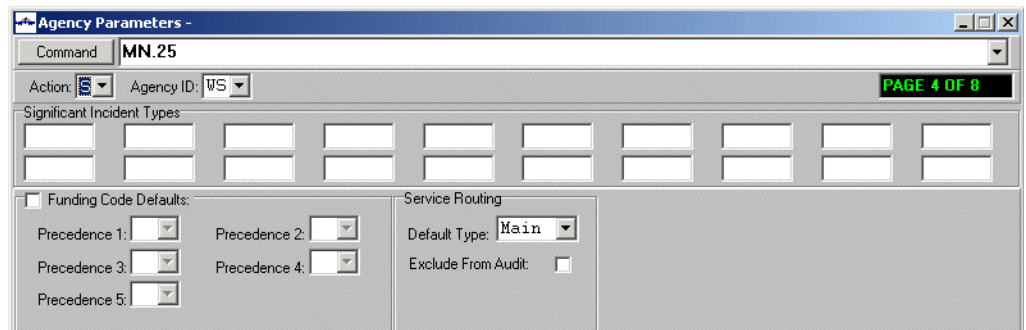 Agency Parameters -
Command MN.25
Action: S Agency ID: WS PAGE 4 OF 8
Significant Incident Types
Funding Code Defaults: Service Routing
Precedence 1: Precedence 2: Default Type: Main
Precedence 3: Precedence 4: Exclude From Audit:
Precedence 5: